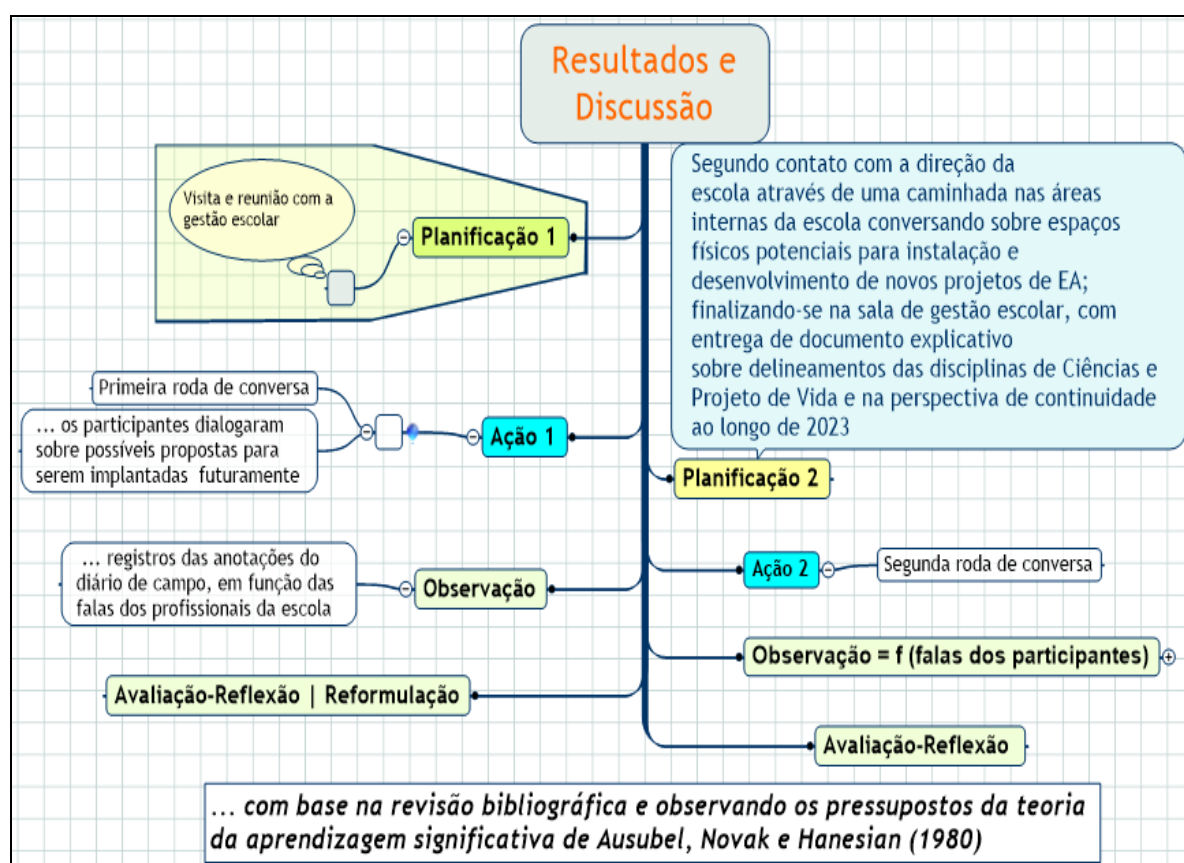 Resultados e
Discussão
Visita e reunião com a
gestão escolar
Planificação 1
Primeira roda de conversa
... os participantes dialogaram
sobre possíveis propostas para
serem implantadas futuramente
Ação 1
... registros das anotações do
diário de campo, em função das
falas dos profissionais da escola
Observação
Avaliação-Reflexão | Reformulação
Segundo contato com a direção da
escola através de uma caminhada nas áreas
internas da escola conversando sobre espaços
físicos potenciais para instalação e
desenvolvimento de novos projetos de EA;
finalizando-se na sala de gestão escolar, com
entrega de documento explicativo
sobre delineamentos das disciplinas de Ciências e
Projeto de Vida e na perspectiva de continuidade
ao longo de 2023
Planificação 2
Ação 2
Segunda roda de conversa
Observação = f (falas dos participantes)
Avaliação-Reflexão
... com base na revisão bibliográfica e observando os pressupostos da teoria
da aprendizagem significativa de Ausubel, Novak e Hanesian (1980)